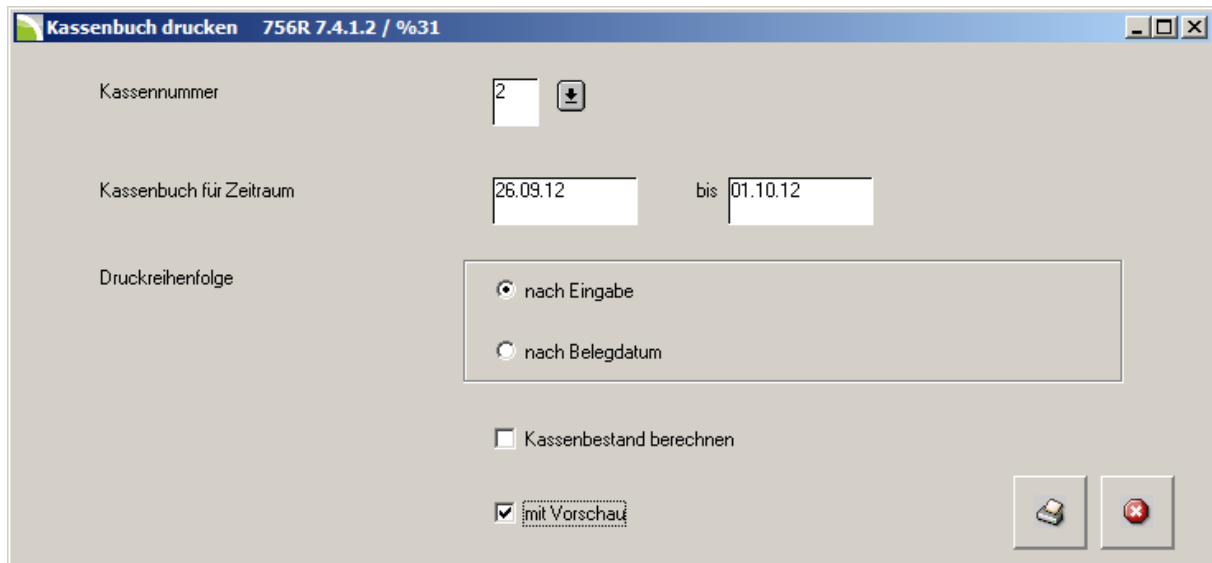 Kassenbuch drucken 756R 7.4.1.2 / %31
Kassennummer 2
Kassenbuch für Zeitraum 26.09.12 bis 01.10.12
Druckreihenfolge
nach Eingabe
nach Belegdatum
Kassenbestand berechnen
mit Vorschau